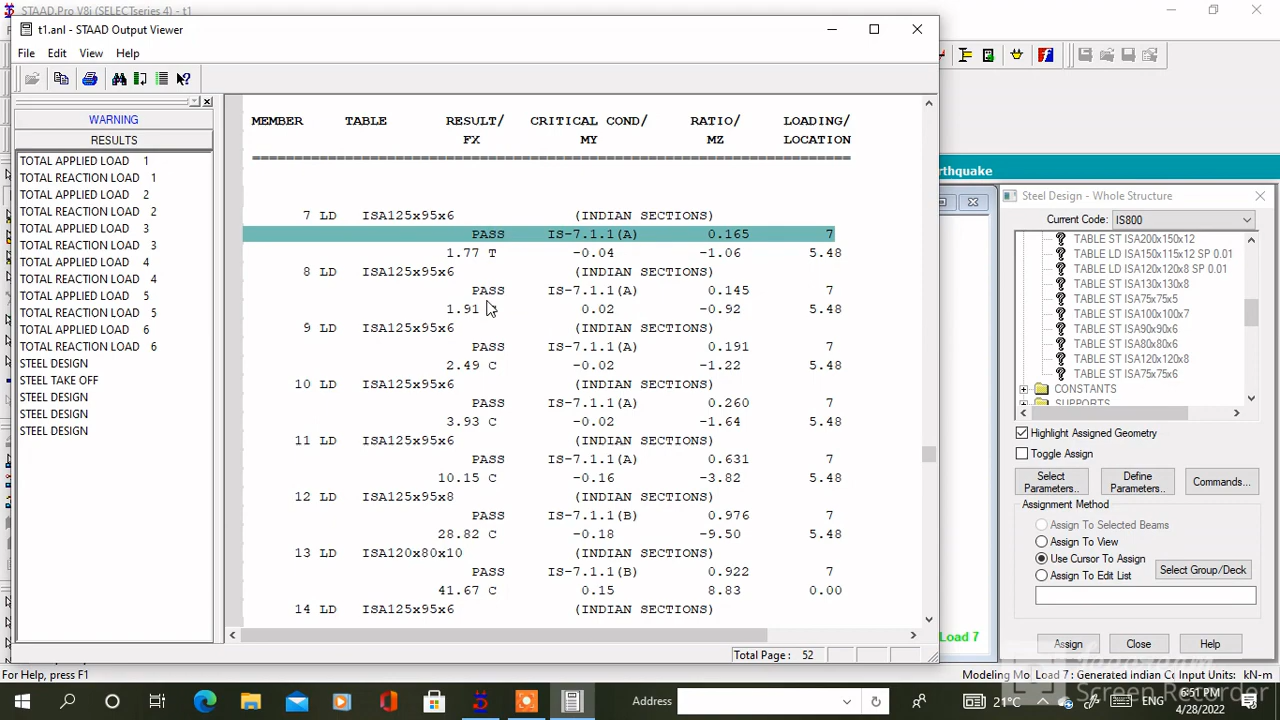 STAAD.Pro V8i (SELECTseries 4) - t1
t1.anl - STAAD Output Viewer
File Edit View Help
WARNING
RESULTS
TOTAL APPLIED LOAD 1
TOTAL REACTION LOAD 1
TOTAL APPLIED LOAD 2
TOTAL REACTION LOAD 2
TOTAL APPLIED LOAD 3
TOTAL REACTION LOAD 3
TOTAL APPLIED LOAD 4
TOTAL REACTION LOAD 4
TOTAL APPLIED LOAD 5
TOTAL REACTION LOAD 5
TOTAL APPLIED LOAD 6
TOTAL REACTION LOAD 6
STEEL DESIGN
STEEL TAKE OFF
STEEL DESIGN
STEEL DESIGN
STEEL DESIGN
MEMBER TABLE RESULT/ CRITICAL COND/ RATIO/ LOADING/
FX MY MZ LOCATION
7 LD ISA125x95x6 (INDIAN SECTIONS)
PASS IS-7.1.1(A) 0.165 7
1.77 T -0.04 -1.06 5.48
8 LD ISA125x95x6 (INDIAN SECTIONS)
PASS IS-7.1.1(A) 0.145 7
1.91 0.02 -0.92 5.48
9 LD ISA125x95x6 (INDIAN SECTIONS)
PASS IS-7.1.1(A) 0.191 7
2.49 C -0.02 -1.22 5.48
10 LD ISA125x95x6 (INDIAN SECTIONS)
PASS IS-7.1.1(A) 0.260 7
3.93 C -0.02 -1.64 5.48
11 LD ISA125x95x6 (INDIAN SECTIONS)
PASS IS-7.1.1(A) 0.631 7
10.15 C -0.16 -3.82 5.48
12 LD ISA125x95x8 (INDIAN SECTIONS)
PASS IS-7.1.1(B) 0.976 7
28.82 C -0.18 -9.50 5.48
13 LD ISA120x80x10 (INDIAN SECTIONS)
PASS IS-7.1.1(B) 0.922 7
41.67 C 0.15 8.83 0.00
14 LD ISA125x95x6 (INDIAN SECTIONS)
Total Page: 52
For Help, press F1
rthquake
Load 7
Steel Design - Whole Structure
Current Code: IS800
TABLE ST ISA200x150x12
TABLE LD ISA150x115x12 SP 0.01
TABLE LD ISA120x120x8 SP 0.01
TABLE ST ISA130x130x8
TABLE ST ISA75x75x5
TABLE ST ISA100x100x7
TABLE ST ISA90x90x6
TABLE ST ISA80x80x6
TABLE ST ISA120x120x8
TABLE ST ISA75x75x6
CONSTANTS
SUPPORTS
Highlight Assigned Geometry
Toggle Assign
Select Parameters..
Define Parameters..
Commands...
Assignment Method
Assign To Selected Beams
Assign To View
Use Cursor To Assign
Assign To Edit List
Select Group/Deck
Assign Close Help
Modeling Mo Load 7 : Generated indian Co Input Units: kN-m
Screen Recorder
Address
21°C
ENG
6:51 PM
4/28/2022